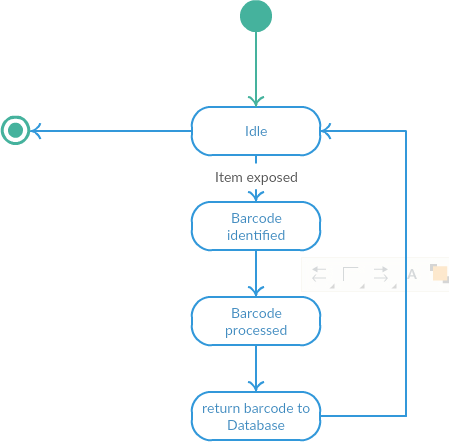 Idle
Item exposed
Barcode
identified
Barcode
processed
A
return barcode to
Database